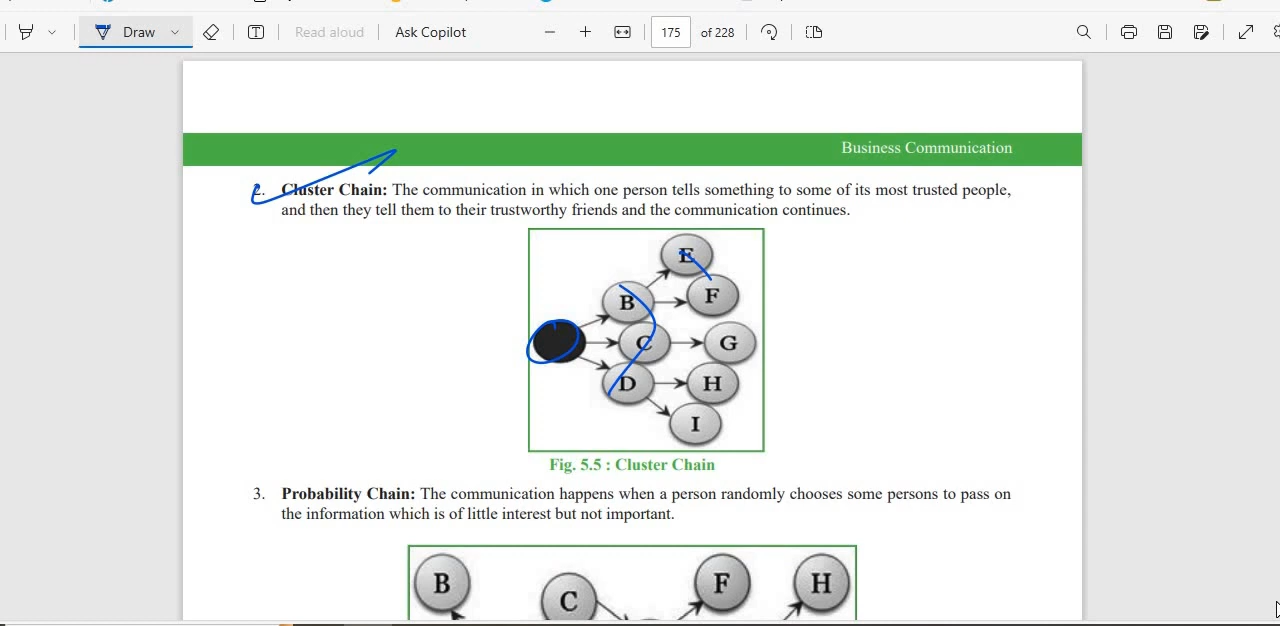 Draw
Read aloud
Ask Copilot
175 of 228
Business Communication
2. Cluster Chain: The communication in which one person tells something to some of its most trusted people,
and then they tell them to their trustworthy friends and the communication continues.
E
B
F
C
G
D
H
I
Fig. 5.5 : Cluster Chain
3. Probability Chain: The communication happens when a person randomly chooses some persons to pass on
the information which is of little interest but not important.
B
C
F
H